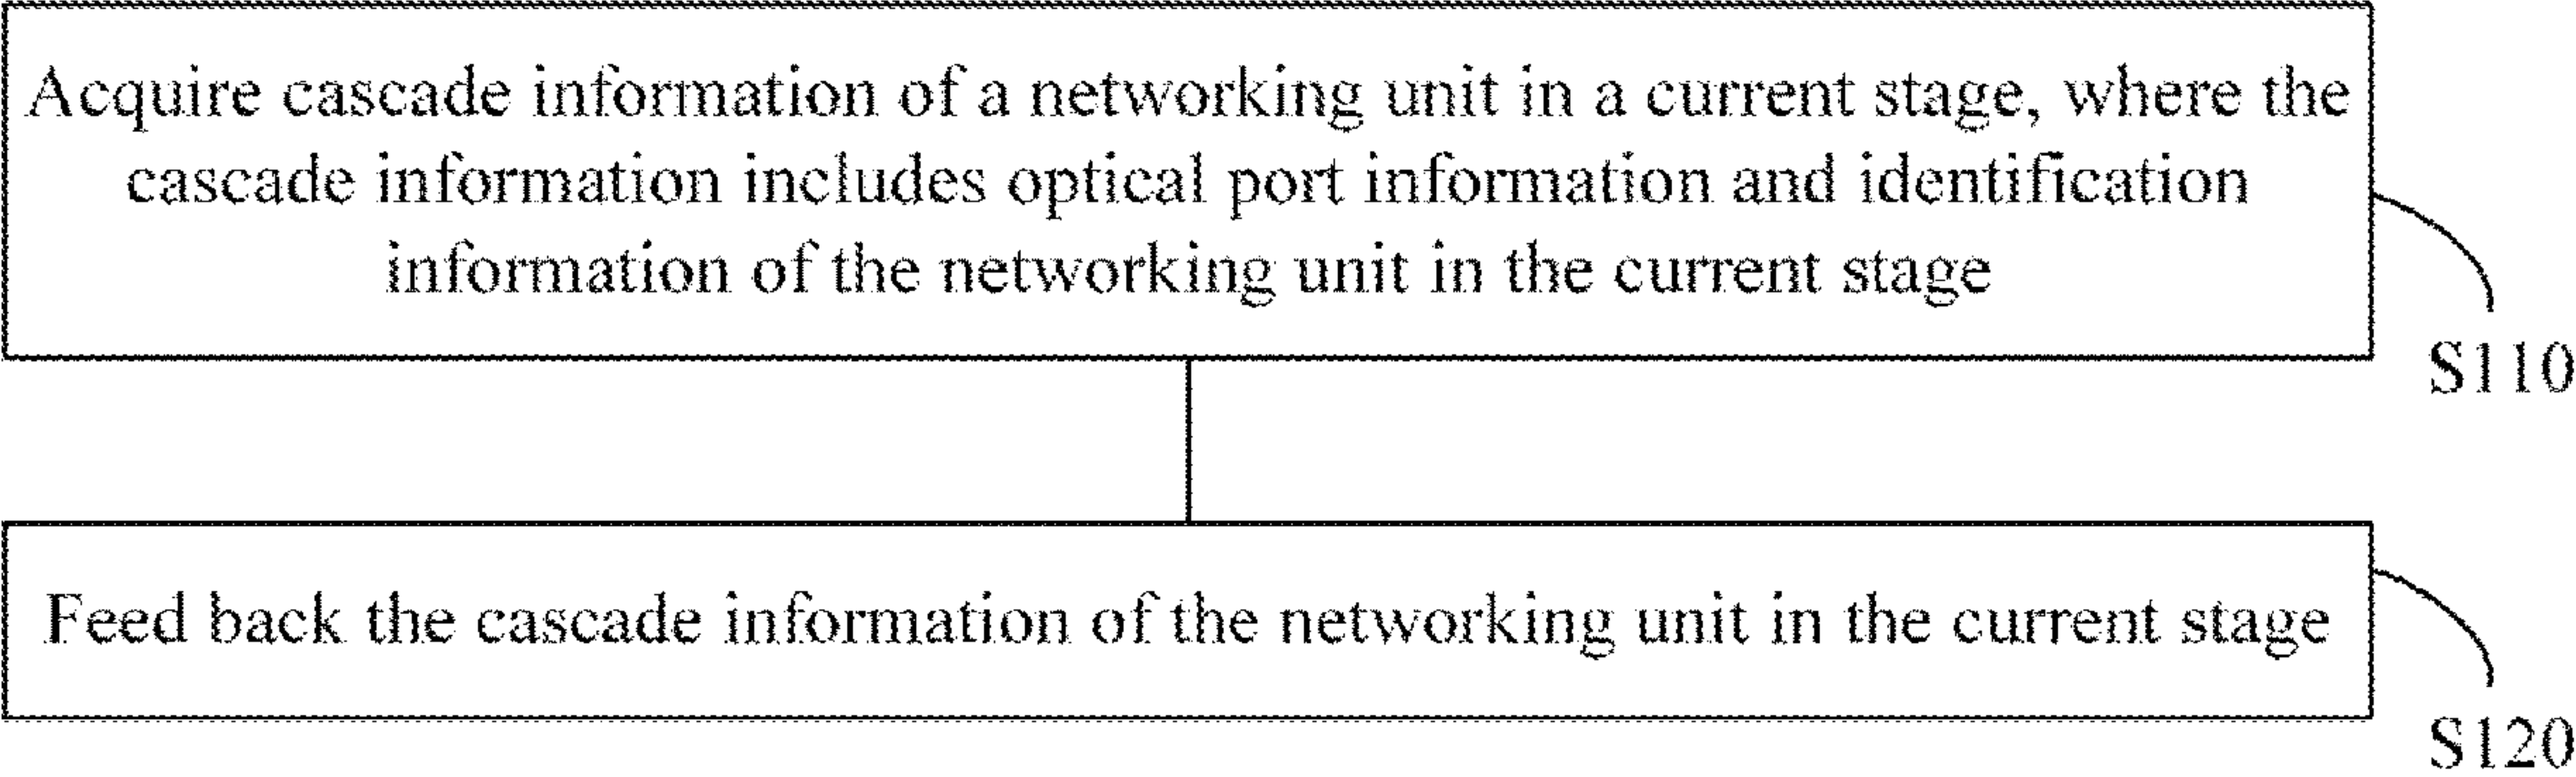 Acquire cascade information of a networking unit in a current stage, where the
cascade information includes optical port information and identification
information of the networking unit in the current stage
S110
Feed back the cascade information of the networking unit in the current stage
S120